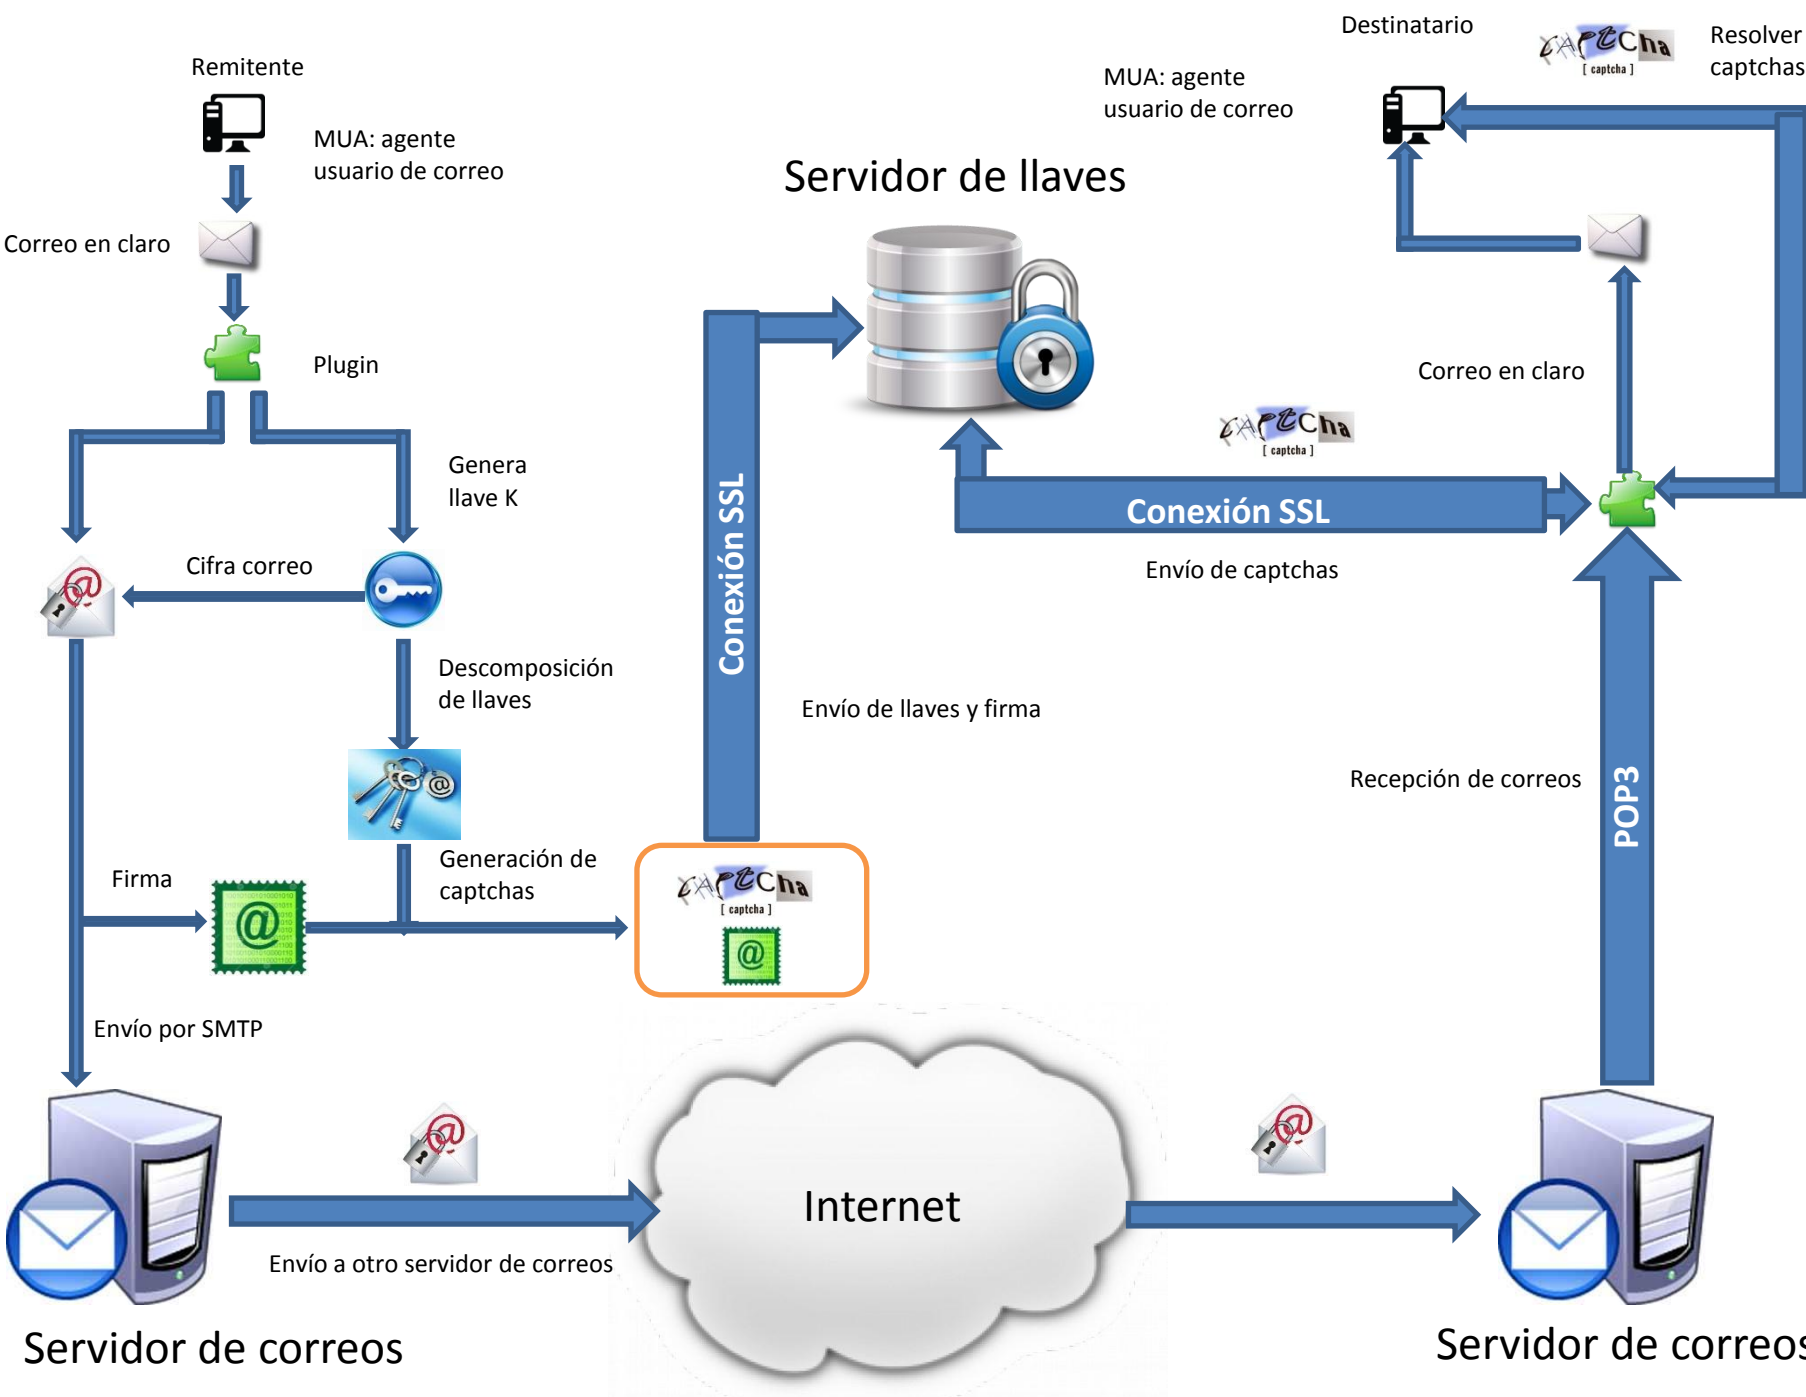 Remitente
MUA: agente
usuario de correo
Correo en claro
Plugin
Genera
llave K
Cifra correo
Descomposición
de llaves
Firma
Generación de
captchas
CAPtCha
[ captcha ]
@
@
Envío por SMTP
Servidor de correos
Envío a otro servidor de correos
Internet
Servidor de llaves
Conexión SSL
Envío de llaves y firma
CAPtCha
[ captcha ]
Conexión SSL
Envío de captchas
Destinatario
MUA: agente
usuario de correo
CAPtCha
[ captcha ]
Resolver
captchas
Correo en claro
Recepción de correos
POP3
Servidor de correos